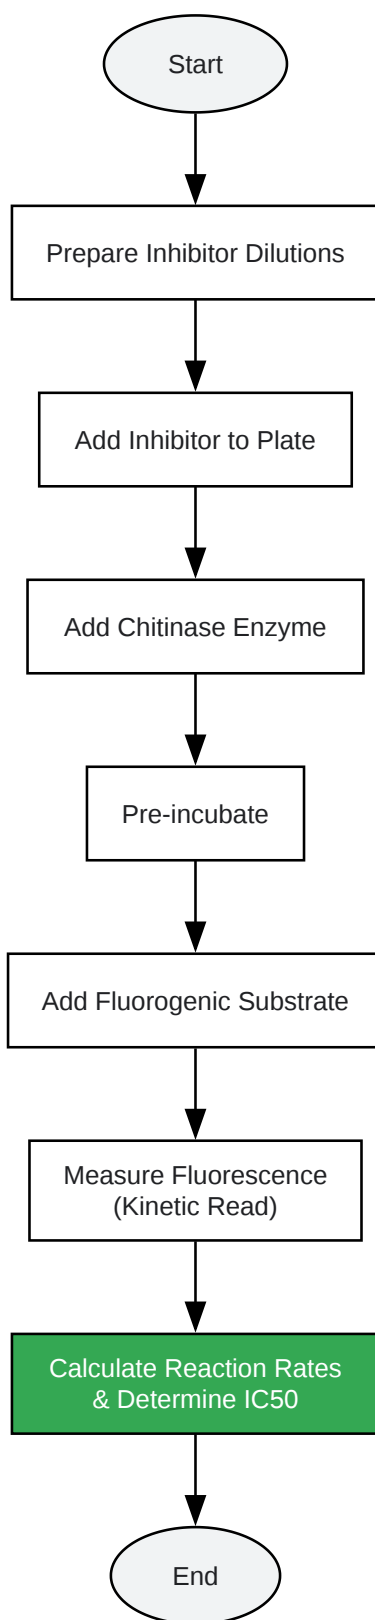 Start
Prepare Inhibitor Dilutions
Add Inhibitor to Plate
Add Chitinase Enzyme
Pre-incubate
Add Fluorogenic Substrate
Measure Fluorescence
(Kinetic Read)
Calculate Reaction Rates
& Determine IC50
End